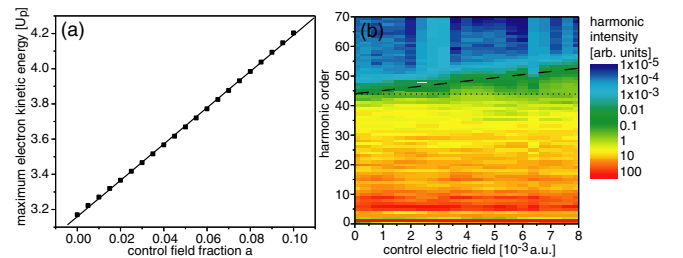 (a)
maximum electron kinetic energy [Up]
4.2
4.0
3.8
3.6
3.4
3.2
0.00 0.02 0.04 0.06 0.08 0.10
control field fraction a
(b)
harmonic order
70
60
50
40
30
20
10
0
0 1 2 3 4 5 6 7 8
control electric field [10⁻³a.u.]
harmonic
intensity
[arb. units]
1x10⁻⁵
1x10⁻⁴
1x10⁻³
0.01
0.1
1
10
100